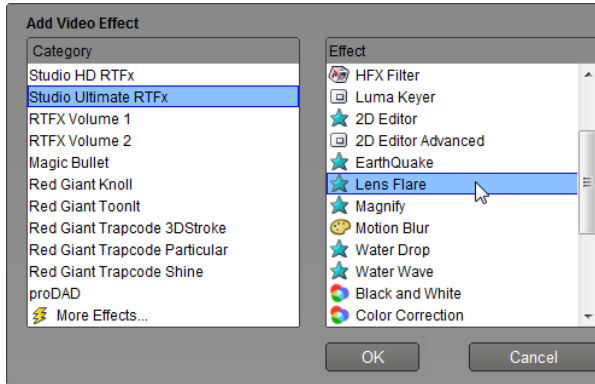 Add Video Effect
Category
Studio HD RTFx
Studio Ultimate RTFx
RTFX Volume 1
RTFX Volume 2
Magic Bullet
Red Giant Knoll
Red Giant ToonIt
Red Giant Trapcode 3DStroke
Red Giant Trapcode Particular
Red Giant Trapcode Shine
proDAD
More Effects...
Effect
HFX Filter
Luma Keyer
2D Editor
2D Editor Advanced
EarthQuake
Lens Flare
Magnify
Motion Blur
Water Drop
Water Wave
Black and White
Color Correction
OK
Cancel